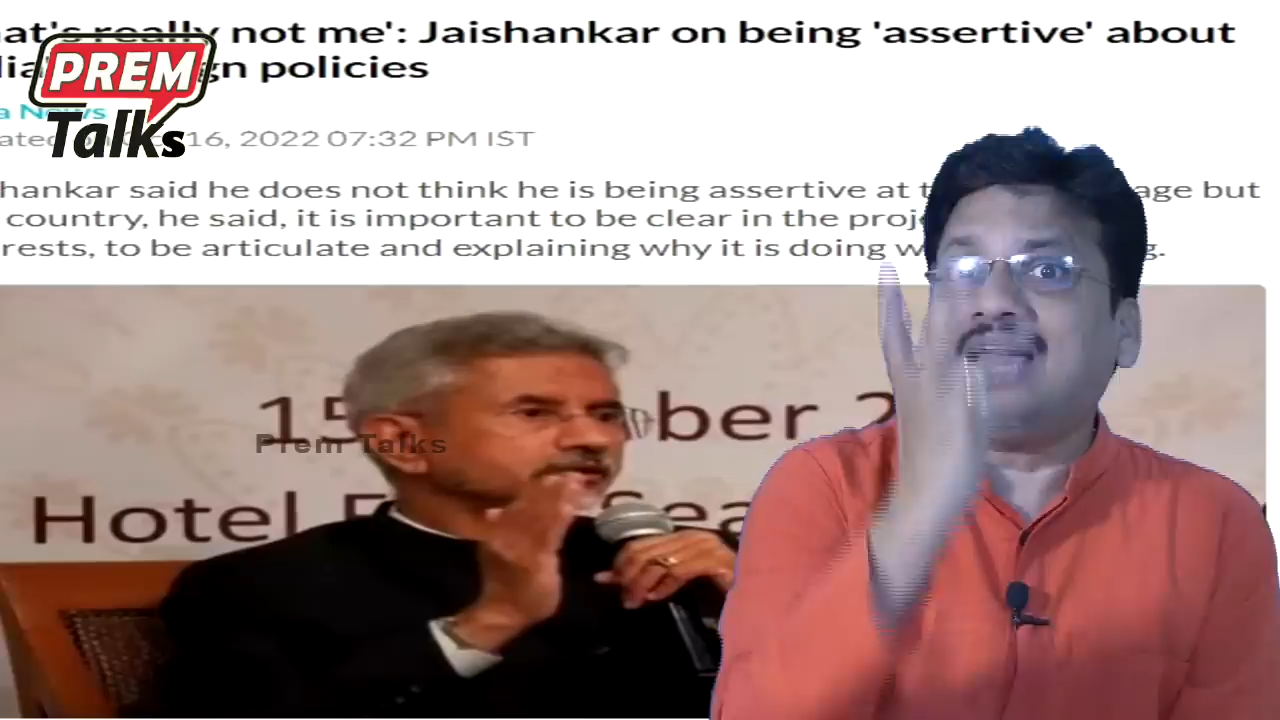 at's really not me': Jaishankar on being 'assertive' about
gn policies
PREM
Talks
a News
16, 2022 07:32 PM IST
hankar said he does not think he is being assertive at age but
country, he said, it is important to be clear in the
rests, to be articulate and explaining why it is doing
15 ber 2
Prem Talks
Hotel